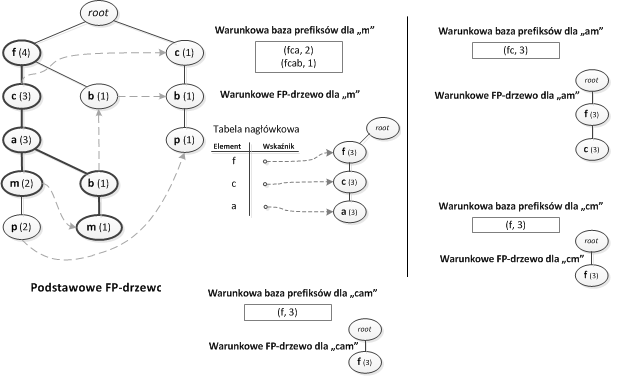 root
f (4)
c (1)
c (3)
b (1)
b (1)
a (3)
p (1)
m (2)
b (1)
p (2)
m (1)
Podstawowe FP-drzewc
Warunkowa baza prefiksów dla „m”
(fca, 2)
(fcab, 1)
Warunkowe FP-drzewo dla „m”
Tabela nagłówkowa
Element Wskaźnik
f
c
a
root
f (3)
c (3)
a (3)
Warunkowa baza prefiksów dla „cam”
(f, 3)
Warunkowe FP-drzewo dla „cam”
root
f (3)
Warunkowa baza prefiksów dla „am”
(fc, 3)
Warunkowe FP-drzewo dla „am”
root
f (3)
c (3)
Warunkowa baza prefiksów dla „cm”
(f, 3)
Warunkowe FP-drzewo dla „cm”
root
f (3)